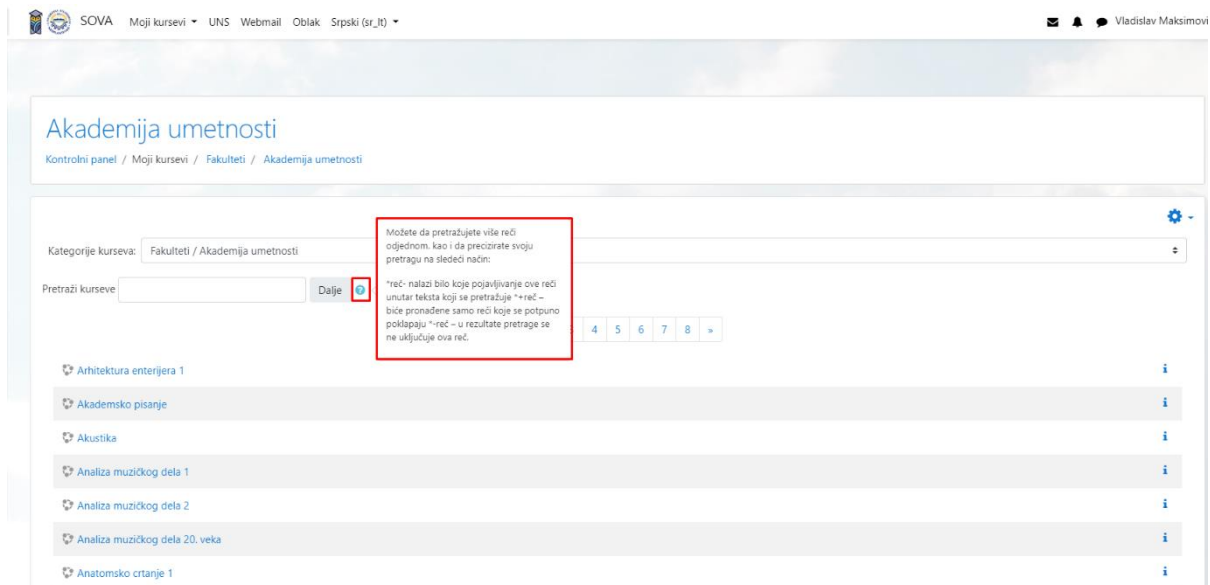 SOVA Moji kursevi UNS Webmail Oblak Srpski (sr_lt) Vladislav Maksimovi
Akademija umetnosti
Kontrolni panel / Moji kursevi / Fakulteti / Akademija umetnosti
Kategorije kurseva: Fakulteti / Akademija umetnosti
Pretraži kurseve Dalje ?
Možete da pretražujete više reči
odjednom. kao i da precizirate svoju
pretragu na sledeći način:
*reč- nalazi bilo koje pojavljivanje ove reči
unutar teksta koji se pretražuje *+reč –
biće pronađene samo reči koje se potpuno
poklapaju *-reč – u rezultate pretrage se
ne uključuje ova reč.
4 5 6 7 8 »
Arhitektura enterijera 1
Akademsko pisanje
Akustika
Analiza muzičkog dela 1
Analiza muzičkog dela 2
Analiza muzičkog dela 20. veka
Anatomsko crtanje 1